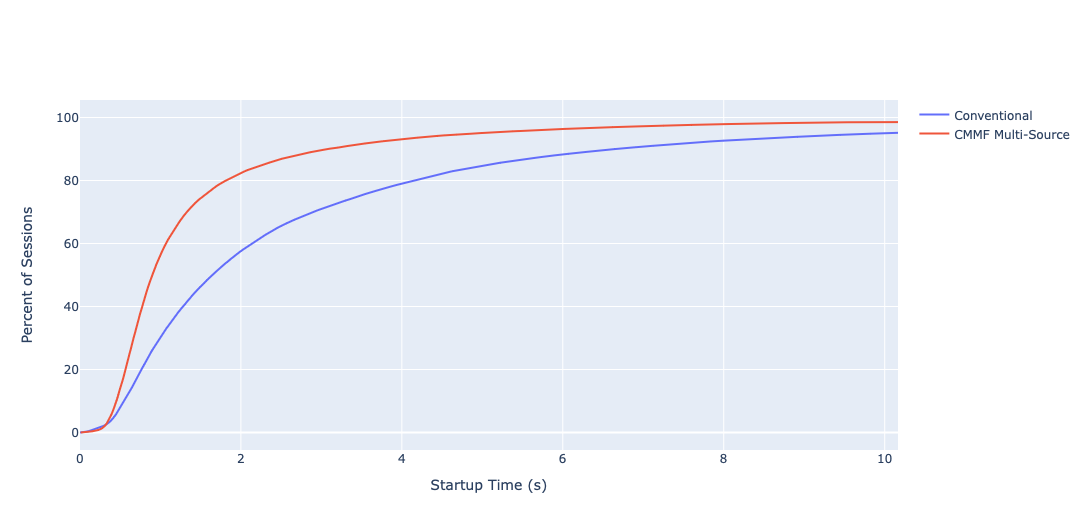 Conventional
CMMF Multi-Source
Percent of Sessions
100
80
60
40
20
0
0 2 4 6 8 10
Startup Time (s)